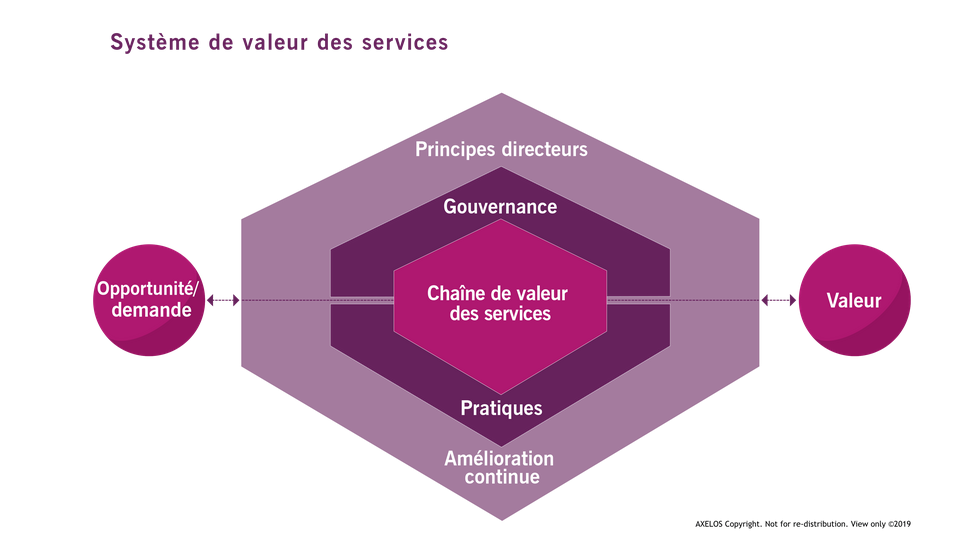 Système de valeur des services
Principes directeurs
Gouvernance
Opportunité/
demande
Chaîne de valeur
des services
Valeur
Pratiques
Amélioration
continue
AXELOS Copyright. Not for re-distribution. View only ©2019